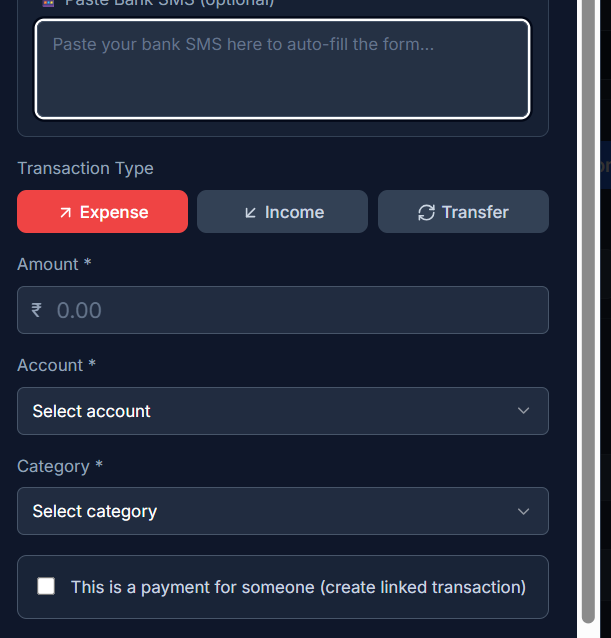 Paste Bank SMS (optional)
Paste your bank SMS here to auto-fill the form...
Transaction Type
Expense
Income
Transfer
Amount *
₹ 0.00
Account *
Select account
Category *
Select category
This is a payment for someone (create linked transaction)